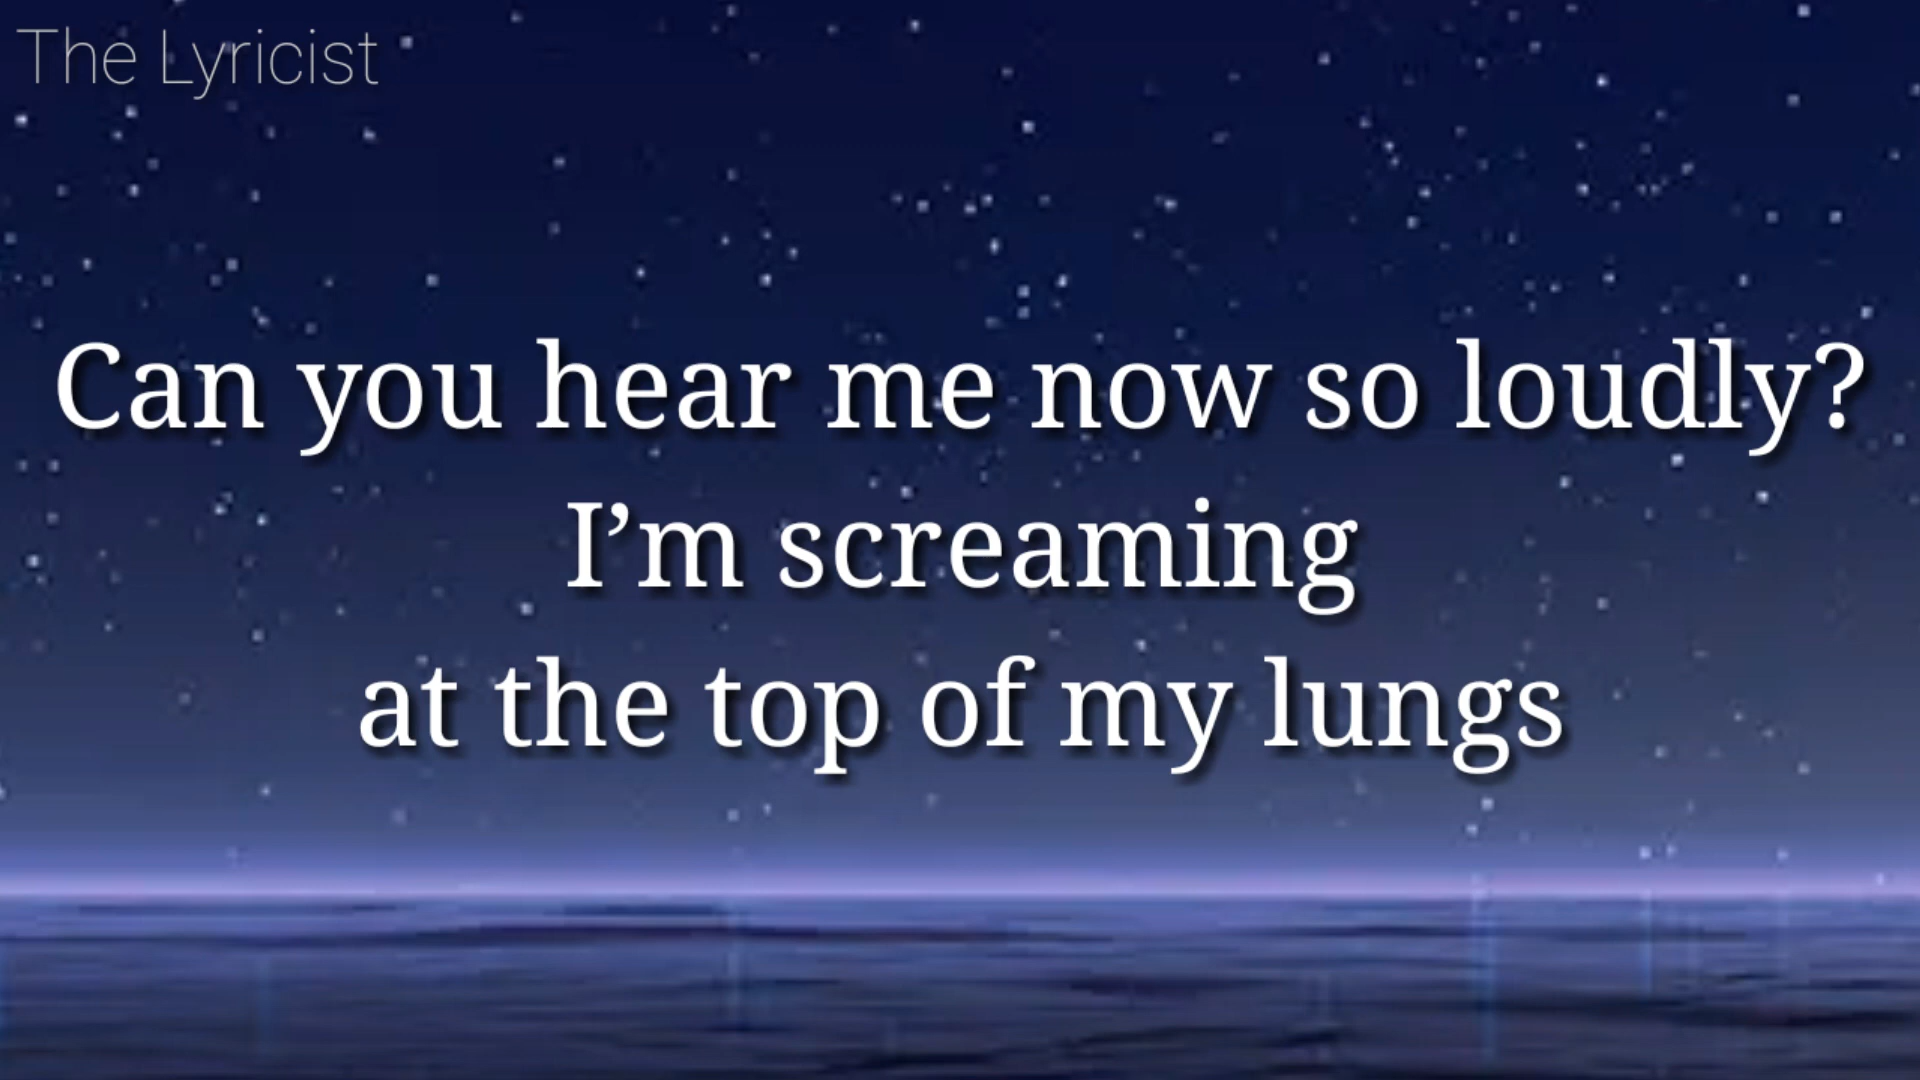 The Lyricist
Can you hear me now so loudly?
I’m screaming
at the top of my lungs